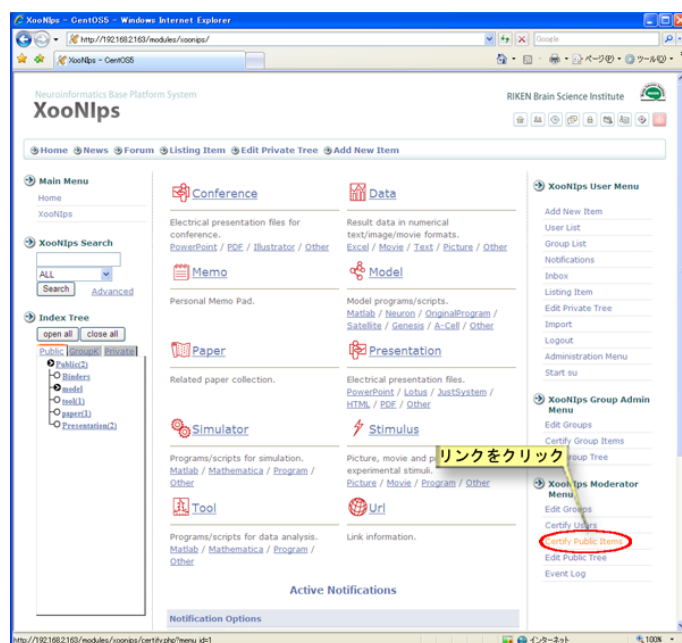 XooNIps - CentOS5 - Windows Internet Explorer
http://192.168.2.163/modules/xoonips/
Google
XooNIps - CentOS5
ページ(P)
ツール(O)
Neuroinformatics Base Platform System
XooNIps
RIKEN Brain Science Institute
Home News Forum Listing Item Edit Private Tree Add New Item
Main Menu
Home
XooNIps
XooNIps Search
ALL
Search Advanced
Index Tree
open all close all
Public Groups Private
Public(2)
Binders
model
tool(1)
paper(1)
Presentation(2)
Conference
Electrical presentation files for
conference.
PowerPoint / PDF / Illustrator / Other
Data
Result data in numerical
text/image/movie formats.
Excel / Movie / Text / Picture / Other
Memo
Personal Memo Pad.
Model
Model programs/scripts.
Matlab / Neuron / OriginalProgram /
Satellite / Genesis / A-Cell / Other
Paper
Related paper collection.
Presentation
Electrical presentation files.
PowerPoint / Lotus / JustSystem /
HTML / PDF / Other
Simulator
Programs/scripts for simulation.
Matlab / Mathematica / Program /
Other
Stimulus
Picture, movie and p
experimental stimuli.
Picture / Movie / Program / Other
Tool
Programs/scripts for data analysis.
Matlab / Mathematica / Program /
Other
Url
Link information.
Active Notifications
Notification Options
XooNIps User Menu
Add New Item
User List
Group List
Notifications
Inbox
Listing Item
Edit Private Tree
Import
Logout
Administration Menu
Start su
XooNIps Group Admin
Menu
Edit Groups
Certify Group Items
roup Tree
リンクをクリック
XooNIps Moderator
Menu
Edit Groups
Certify Users
Certify Public Items
Edit Public Tree
Event Log
http://192.168.2.163/modules/xoonips/certify.php?menu_id=1
インターネット
100%